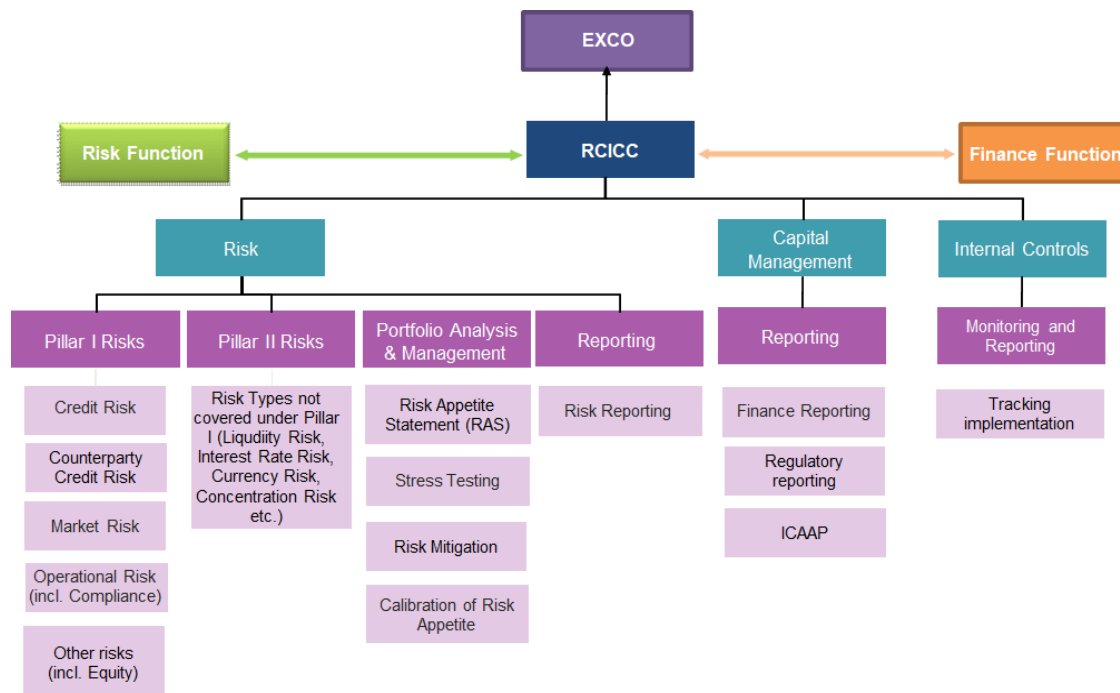 EXCO
Risk Function
RCICC
Finance Function
Risk
Capital
Management
Internal Controls
Pillar I Risks
Pillar II Risks
Portfolio Analysis
& Management
Reporting
Reporting
Monitoring and
Reporting
Credit Risk
Counterparty
Credit Risk
Market Risk
Operational Risk
(incl. Compliance)
Other risks
(incl. Equity)
Risk Types not
covered under Pillar
I (Liqudiity Risk,
Interest Rate Risk,
Currency Risk,
Concentration Risk
etc.)
Risk Appetite
Statement (RAS)
Stress Testing
Risk Mitigation
Calibration of Risk
Appetite
Risk Reporting
Finance Reporting
Regulatory
reporting
ICAAP
Tracking
implementation